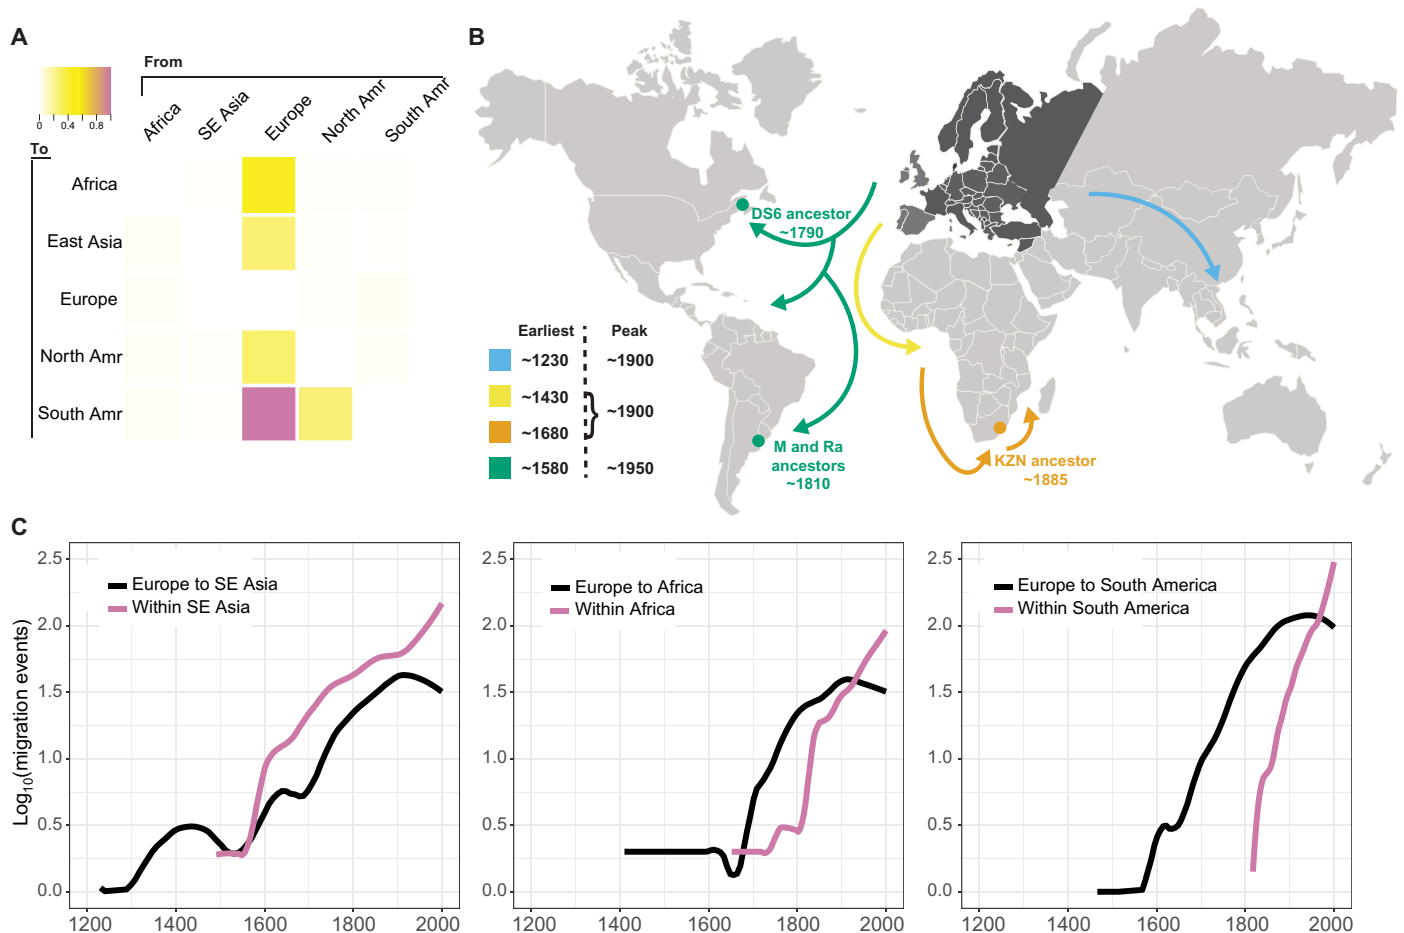 A
From
0 0.4 0.8
Africa
SE Asia
Europe
North Amr
South Amr
To
Africa
East Asia
Europe
North Amr
South Amr
B
DS6 ancestor
~1790
Earliest Peak
~1230 ~1900
~1430
~1900
~1680
~1580 ~1950
M and Ra
ancestors
~1810
KZN ancestor
~1885
C
Log10(migration events)
2.5
2.0
1.5
1.0
0.5
0.0
Europe to SE Asia
Within SE Asia
1200 1400 1600 1800 2000
2.5
2.0
1.5
1.0
0.5
0.0
Europe to Africa
Within Africa
1200 1400 1600 1800 2000
2.5
2.0
1.5
1.0
0.5
0.0
Europe to South America
Within South America
1200 1400 1600 1800 2000